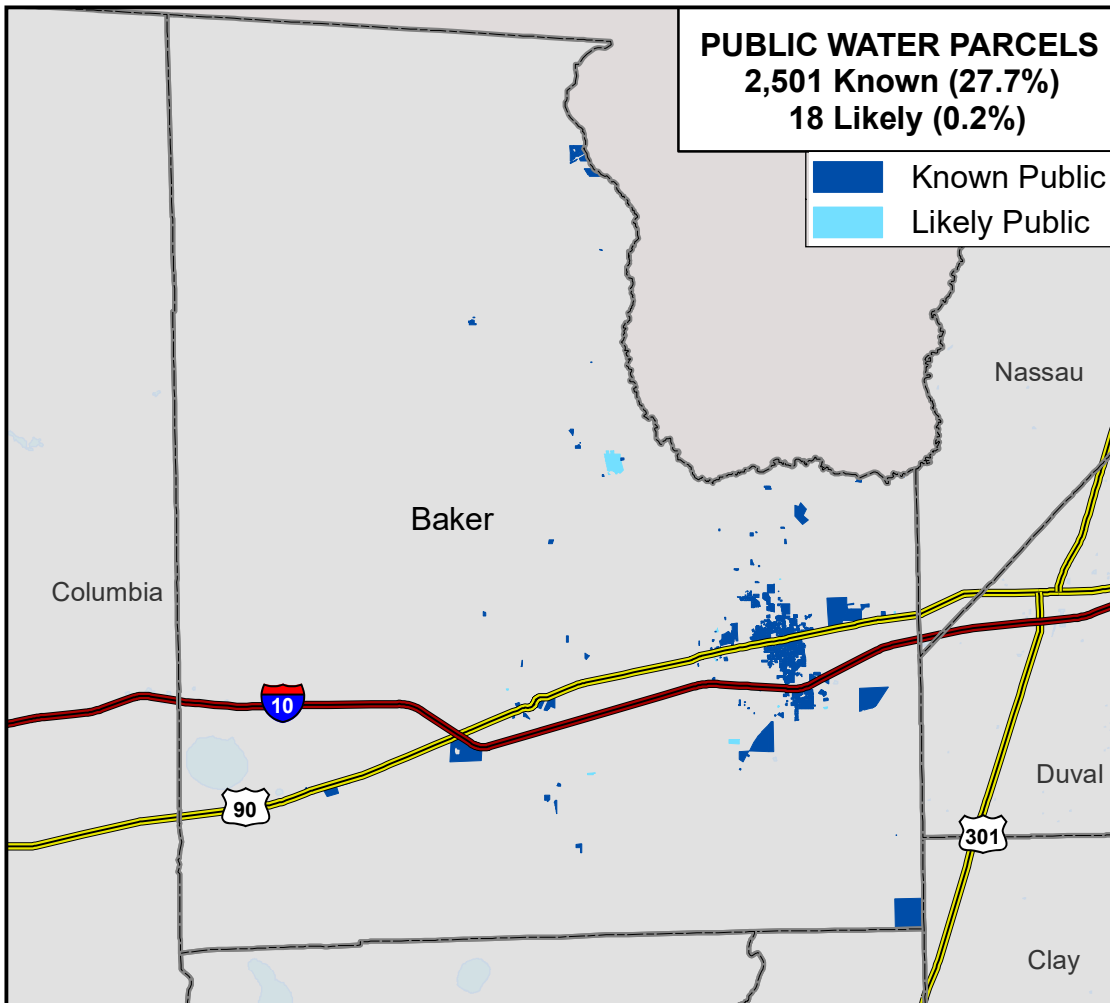 PUBLIC WATER PARCELS
2,501 Known (27.7%)
18 Likely (0.2%)
Known Public
Likely Public
Nassau
Baker
Columbia
10
Duval
90
301
Clay